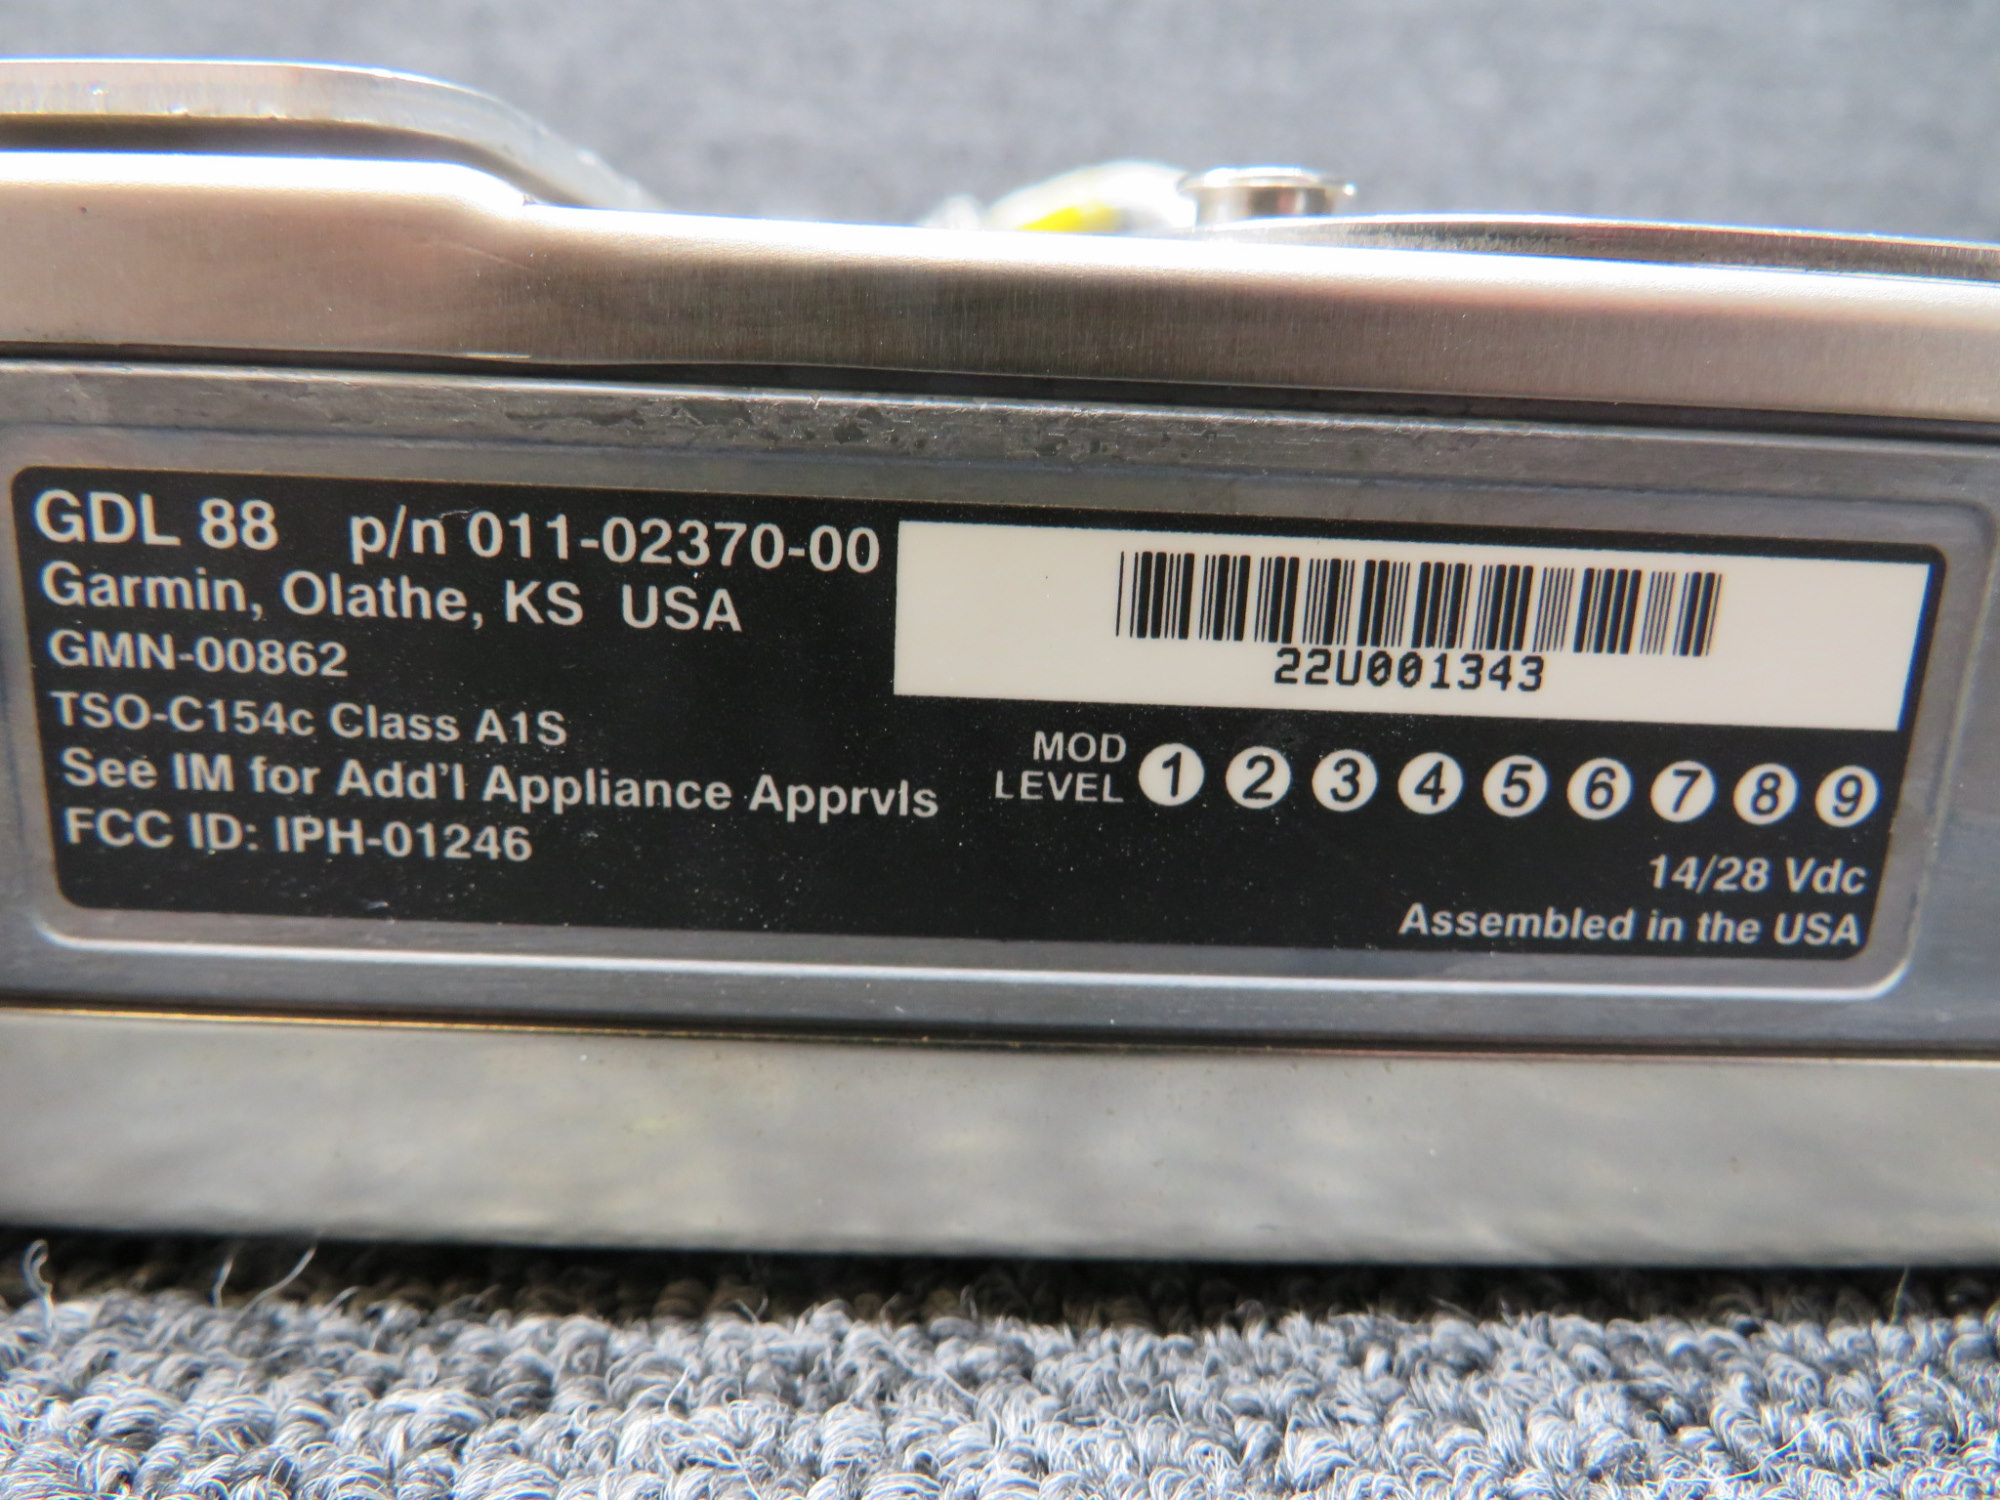 GDL 88 p/n 011-02370-00
Garmin, Olathe, KS USA
GMN-00862
TSO-C154c Class A1S
See IM for Add'l Appliance Apprvls
FCC ID: IPH-01246
22U001343
MOD
LEVEL 1 2 3 4 5 6 7 8 9
14/28 Vdc
Assembled in the USA